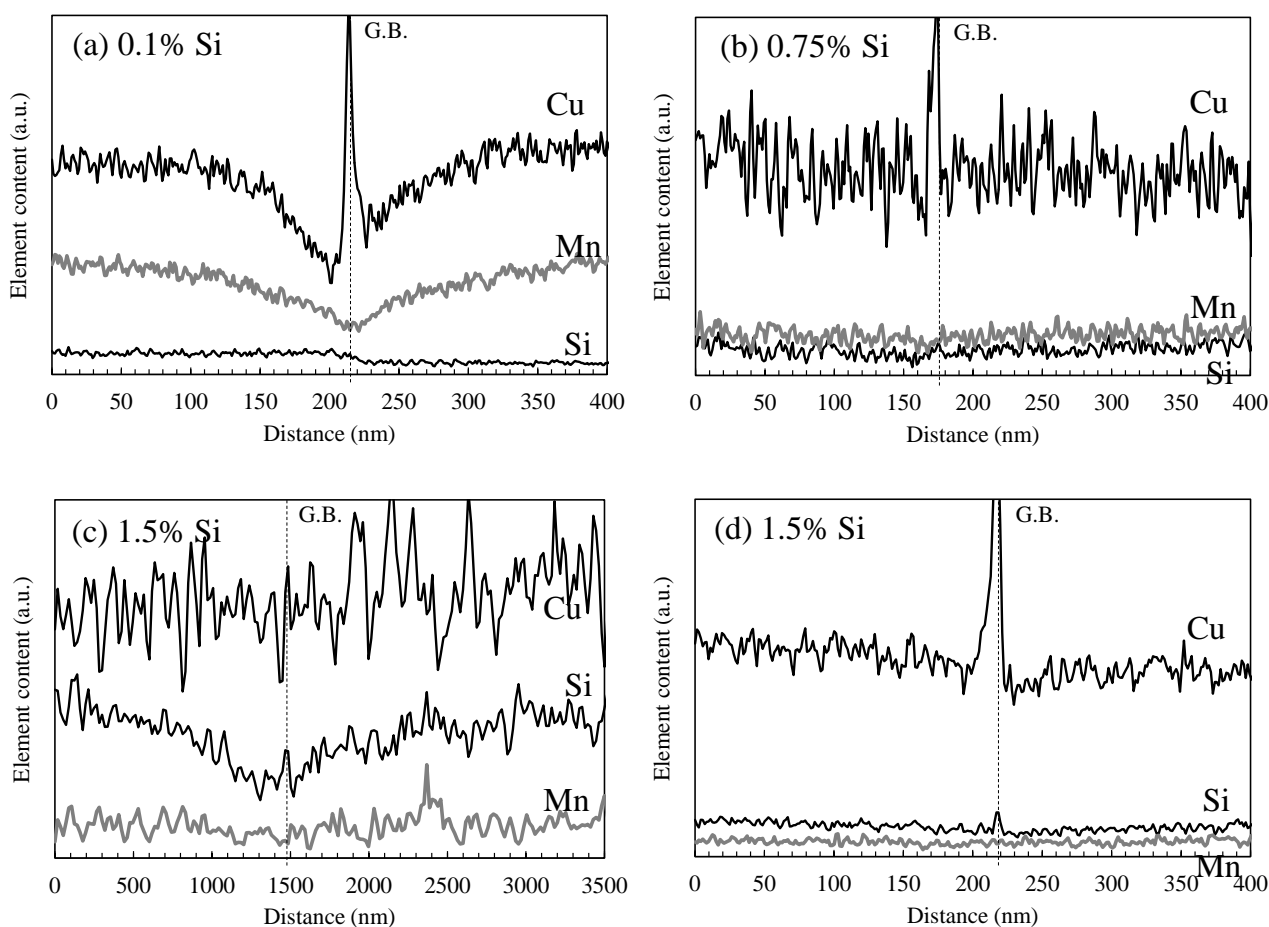 (a) 0.1% Si
G.B.
Cu
Mn
Si
Element content (a.u.)
0 50 100 150 200 250 300 350 400
Distance (nm)
(b) 0.75% Si
G.B.
Cu
Mn
Si
Element content (a.u.)
0 50 100 150 200 250 300 350 400
Distance (nm)
(c) 1.5% Si
G.B.
Cu
Si
Mn
Element content (a.u.)
0 500 1000 1500 2000 2500 3000 3500
Distance (nm)
(d) 1.5% Si
G.B.
Cu
Si
Mn
Element content (a.u.)
0 50 100 150 200 250 300 350 400
Distance (nm)